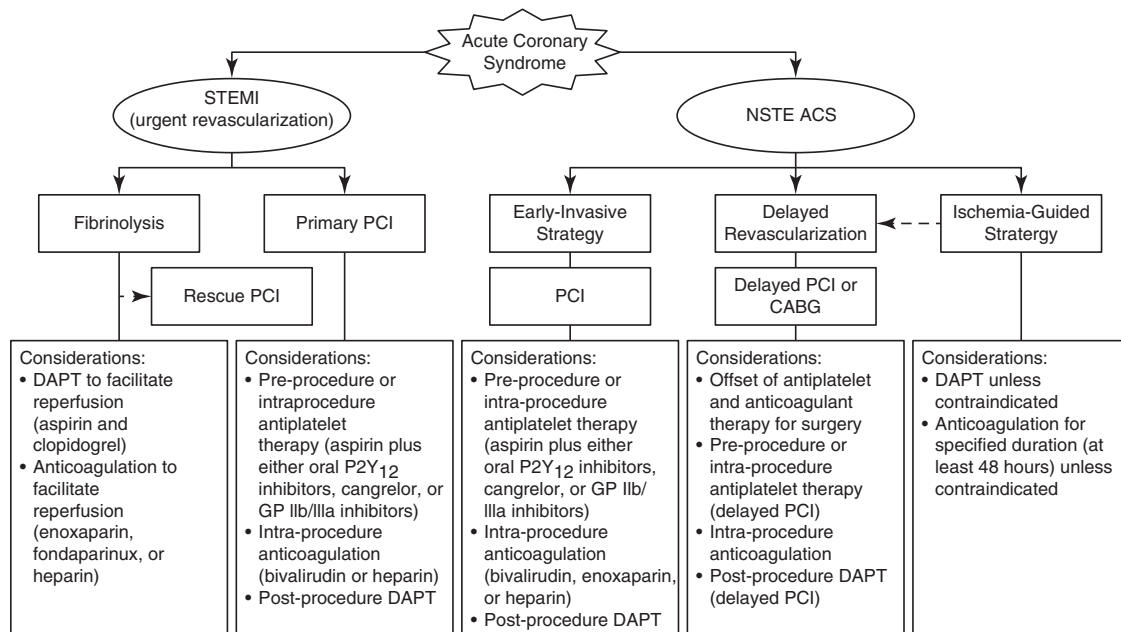 Acute Coronary
Syndrome
STEMI
(urgent revascularization)
NSTE ACS
Fibrinolysis
Primary PCI
Early-Invasive
Strategy
Delayed
Revascularization
Ischemia-Guided
Stratergy
Rescue PCI
PCI
Delayed PCI or
CABG
Considerations:
• DAPT to facilitate
reperfusion
(aspirin and
clopidogrel)
• Anticoagulation to
facilitate
reperfusion
(enoxaparin,
fondaparinux, or
heparin)
Considerations:
• Pre-procedure or
intraprocedure
antiplatelet
therapy (aspirin plus
either oral P2Y12
inhibitors, cangrelor, or
GP IIb/IIIa inhibitors)
• Intra-procedure
anticoagulation
(bivalirudin or heparin)
• Post-procedure DAPT
Considerations:
• Pre-procedure or
intra-procedure
antiplatelet therapy
(aspirin plus either
oral P2Y12 inhibitors,
cangrelor, or GP IIb/
IIIa inhibitors)
• Intra-procedure
anticoagulation
(bivalirudin, enoxaparin,
or heparin)
• Post-procedure DAPT
Considerations:
• Offset of antiplatelet
and anticoagulant
therapy for surgery
• Pre-procedure or
intra-procedure
antiplatelet therapy
(delayed PCI)
• Intra-procedure
anticoagulation
• Post-procedure DAPT
(delayed PCI)
Considerations:
• DAPT unless
contraindicated
• Anticoagulation for
specified duration (at
least 48 hours) unless
contraindicated